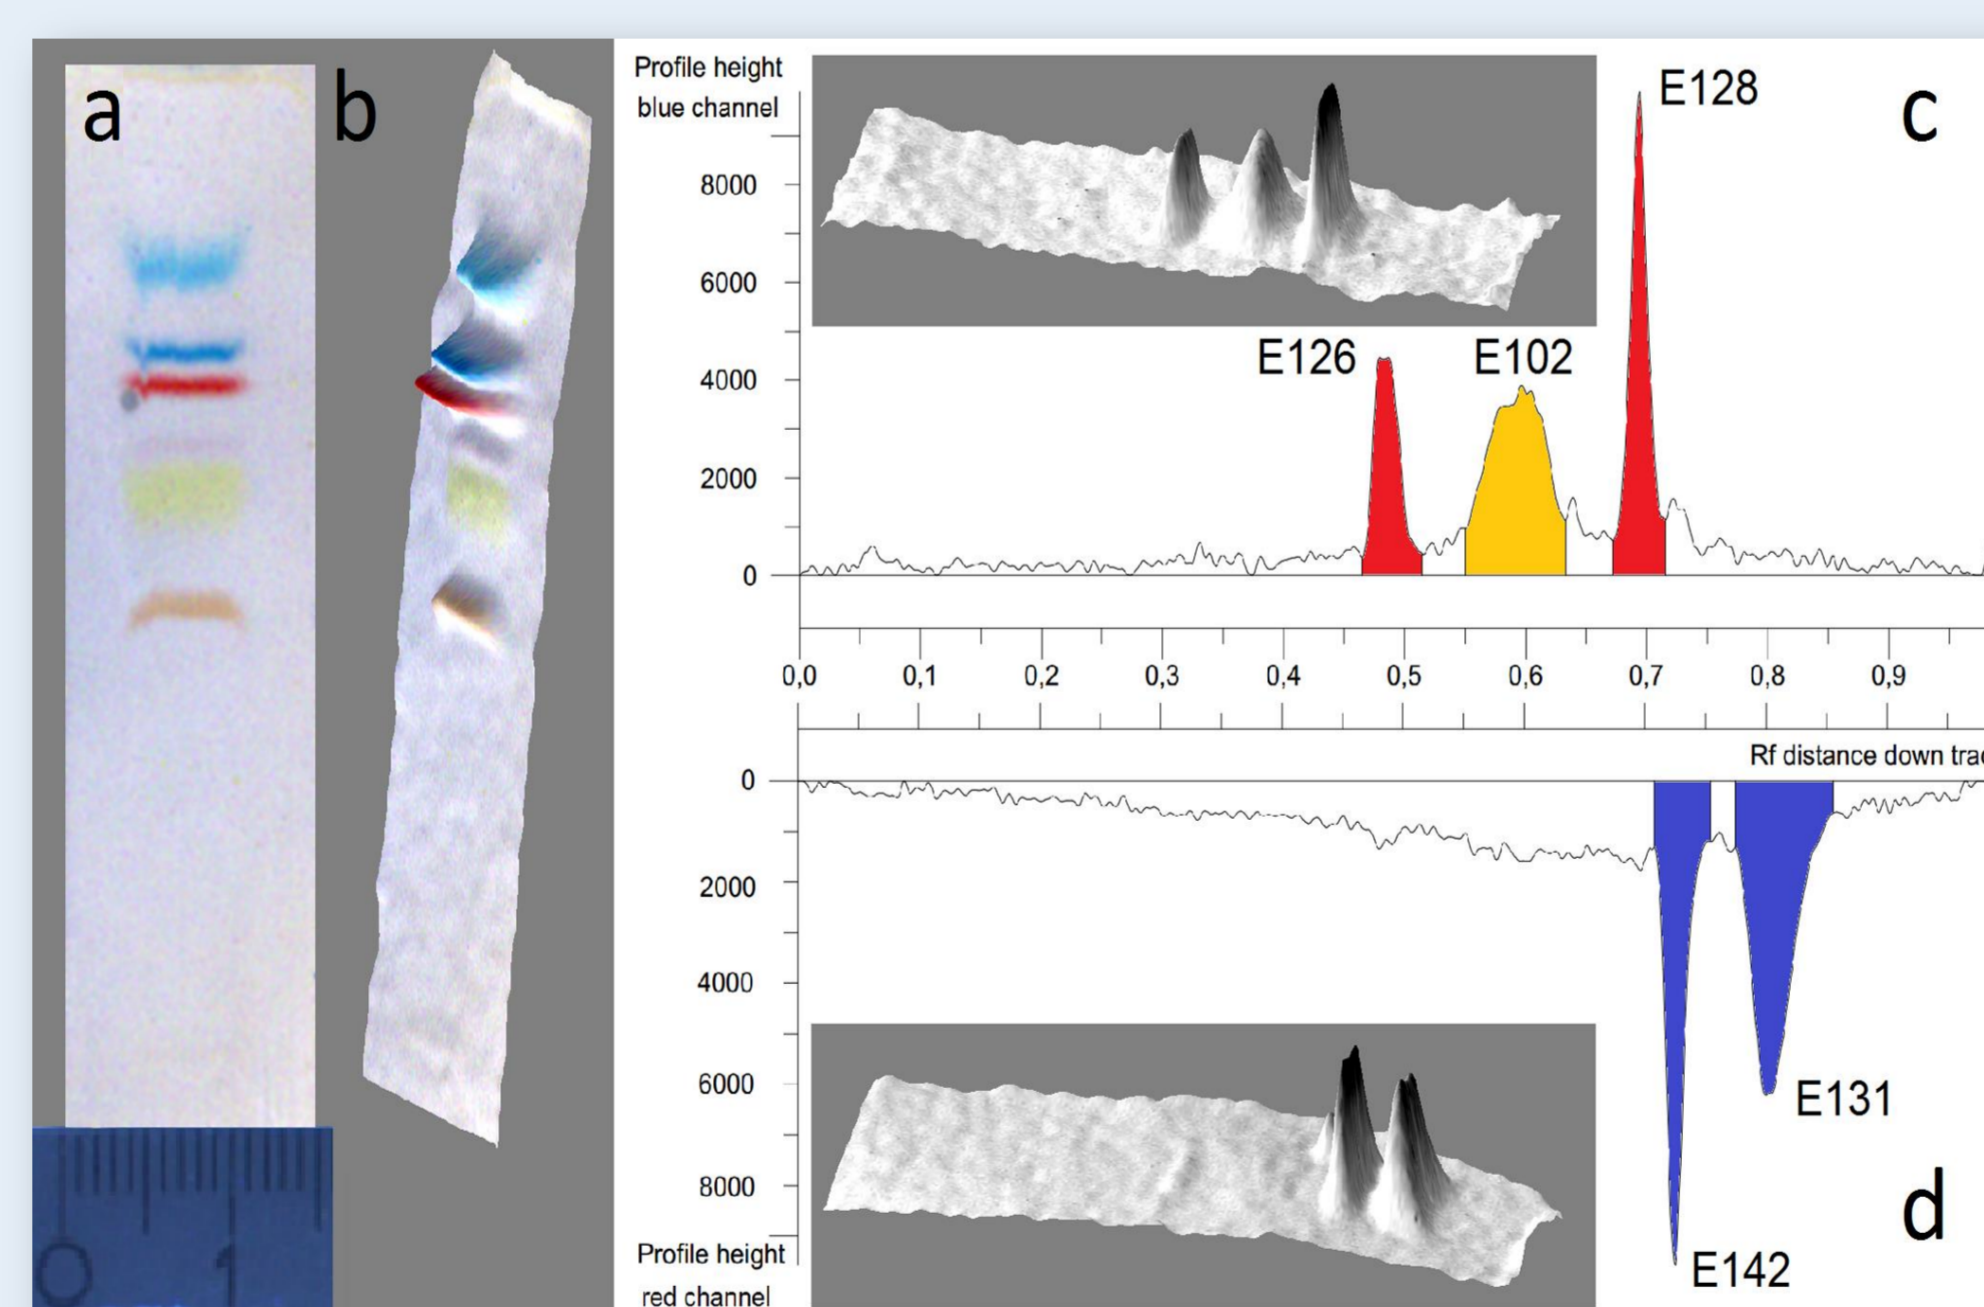 a
b
Profile height
blue channel
c
E128
8000
6000
E126
E102
4000
2000
0
0,0 0,1 0,2 0,3 0,4 0,5 0,6 0,7 0,8 0,9
Rf distance down
0
2000
4000
6000
8000
E131
d
E142
Profile height
red channel
0 1